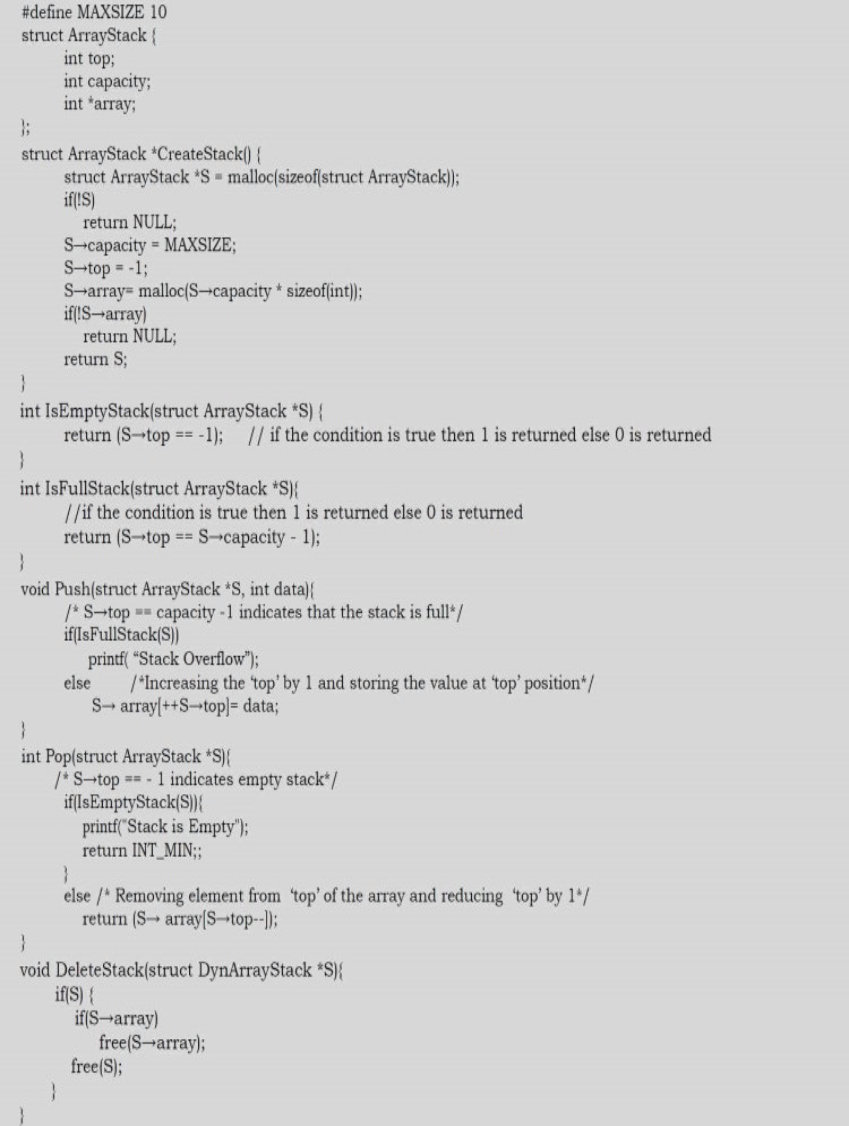 #define MAXSIZE 10
struct ArrayStack {
int top;
int capacity;
int *array;
};
struct ArrayStack *CreateStack() {
struct ArrayStack *S = malloc(sizeof(struct ArrayStack));
if(!S)
return NULL;
S→capacity = MAXSIZE;
S→top = -1;
S→array= malloc(S→capacity * sizeof(int));
if(!S→array)
return NULL;
return S;
}
int IsEmptyStack(struct ArrayStack *S) {
return (S→top == -1); // if the condition is true then 1 is returned else 0 is returned
}
int IsFullStack(struct ArrayStack *S){
//if the condition is true then 1 is returned else 0 is returned
return (S→top == S→capacity - 1);
}
void Push(struct ArrayStack *S, int data){
/* S→top == capacity -1 indicates that the stack is full*/
if(IsFullStack(S))
printf( “Stack Overflow”);
else /*Increasing the ‘top’ by 1 and storing the value at ‘top’ position*/
S→ array[++S→top]= data;
}
int Pop(struct ArrayStack *S){
/* S→top == - 1 indicates empty stack*/
if(IsEmptyStack(S)){
printf("Stack is Empty");
return INT_MIN;;
}
else /* Removing element from ‘top’ of the array and reducing ‘top’ by 1*/
return (S→ array[S→top--]);
}
void DeleteStack(struct DynArrayStack *S){
if(S) {
if(S→array)
free(S→array);
free(S);
}
}